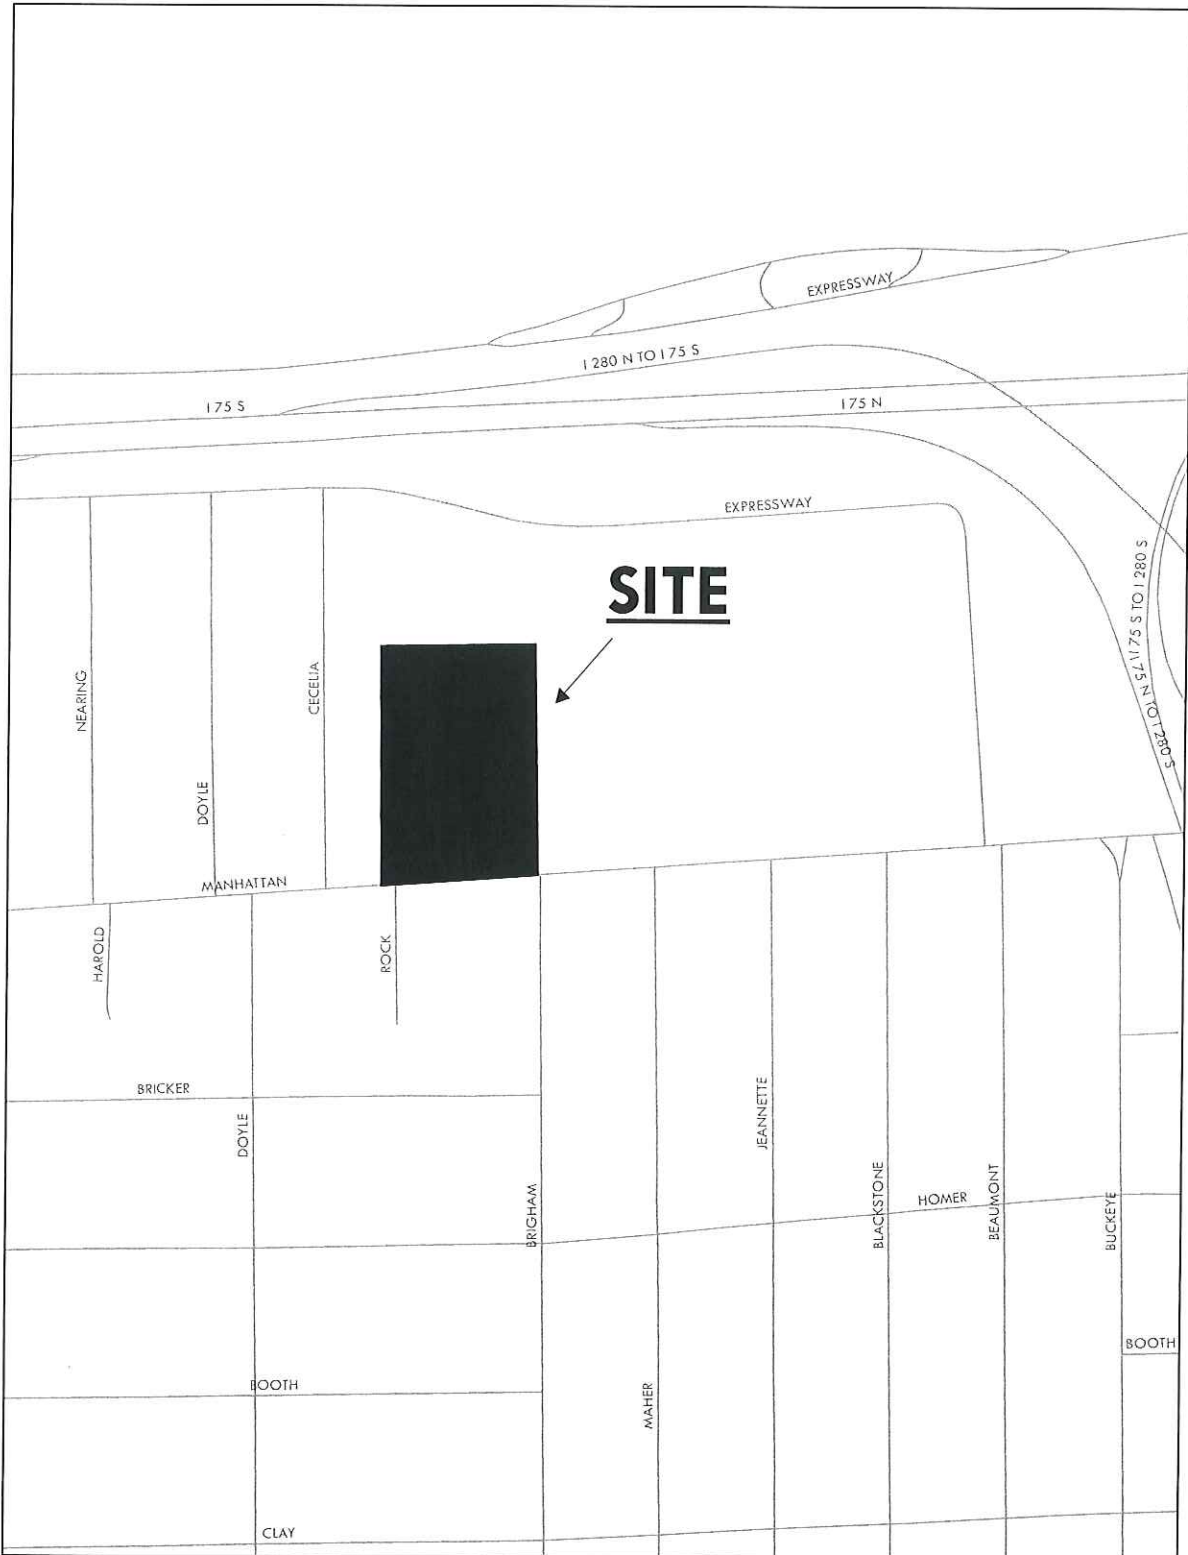 EXPRESSWAY
I 280 N TO I 75 S
I 75 S
I 75 N
EXPRESSWAY
SITE
I 75 N TO I 280 S\I 75 S TO I 280 S
NEARING
CECELIA
DOYLE
MANHATTAN
HAROLD
ROCK
BRICKER
DOYLE
JEANNETTE
BRIGHAM
BLACKSTONE
HOMER
BEAUMONT
BUCKEYE
BOOTH
BOOTH
MAHER
CLAY